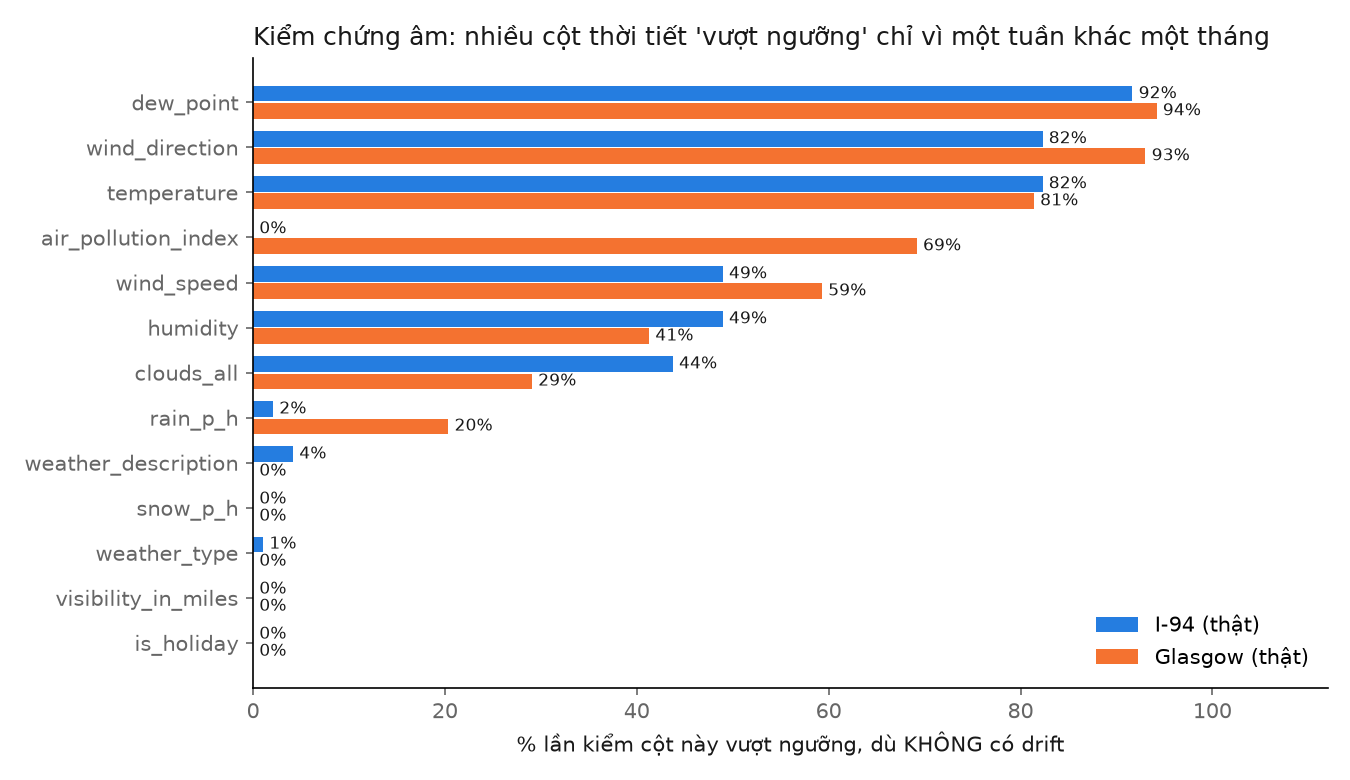 Kiểm chứng âm: nhiều cột thời tiết 'vượt ngưỡng' chỉ vì một tuần khác một tháng
dew_point
92%
94%
wind_direction
82%
93%
temperature
82%
81%
air_pollution_index
0%
69%
wind_speed
49%
59%
humidity
49%
41%
clouds_all
44%
29%
rain_p_h
2%
20%
weather_description
4%
0%
snow_p_h
0%
0%
weather_type
1%
0%
visibility_in_miles
0%
0%
is_holiday
0%
0%
I-94 (thật)
Glasgow (thật)
0 20 40 60 80 100
% lần kiểm cột này vượt ngưỡng, dù KHÔNG có drift